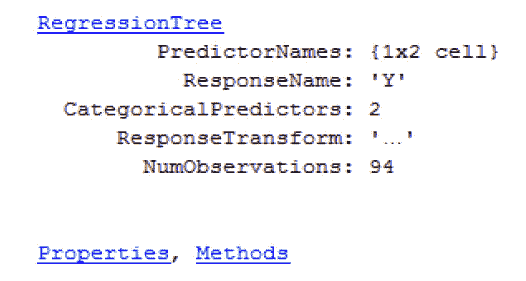 RegressionTree
PredictorNames: {1x2 cell}
ResponseName: 'Y'
CategoricalPredictors: 2
ResponseTransform: '...'
NumObservations: 94
Properties, Methods